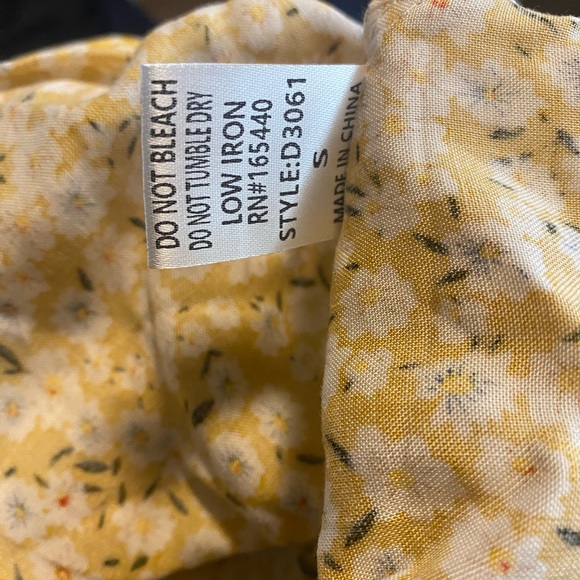 DO NOT BLEACH
DO NOT TUMBLE DRY
LOW IRON
RN#165440
STYLE:D3061
S
MADE IN CHINA